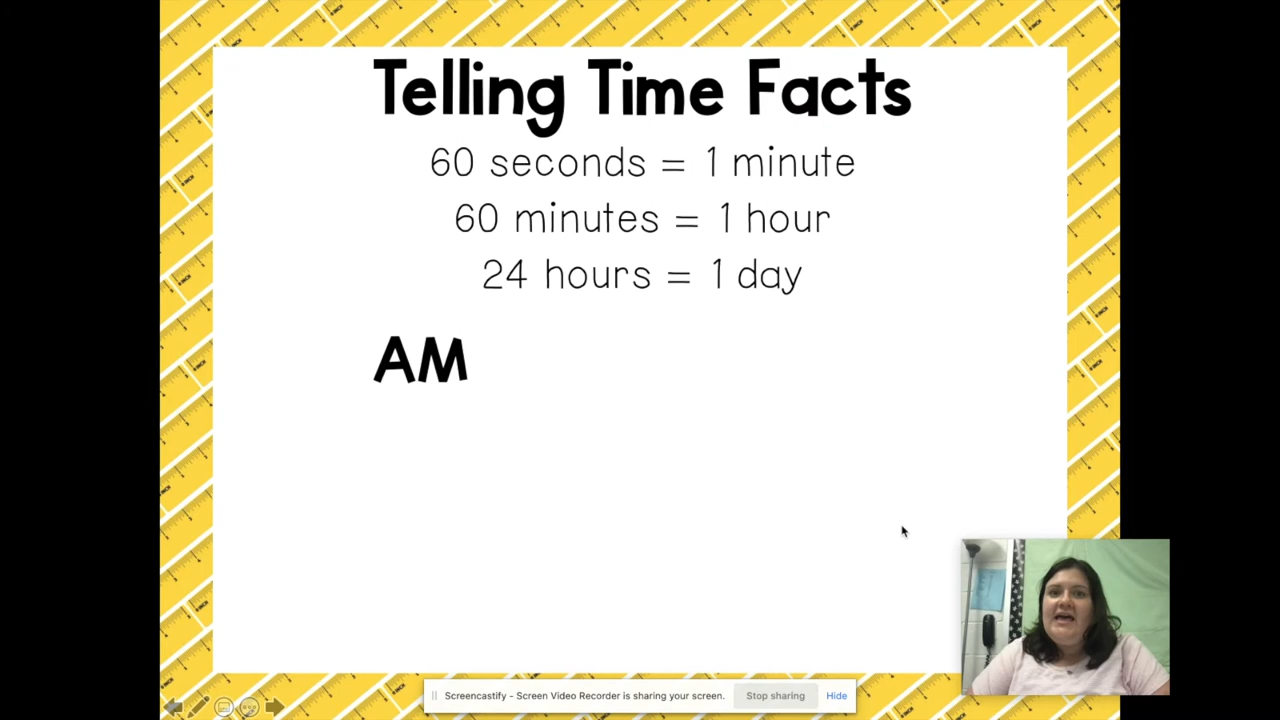 Telling Time Facts
60 seconds = 1 minute
60 minutes = 1 hour
24 hours = 1 day
AM
Screencastify - Screen Video Recorder is sharing your screen.
Stop sharing
Hide